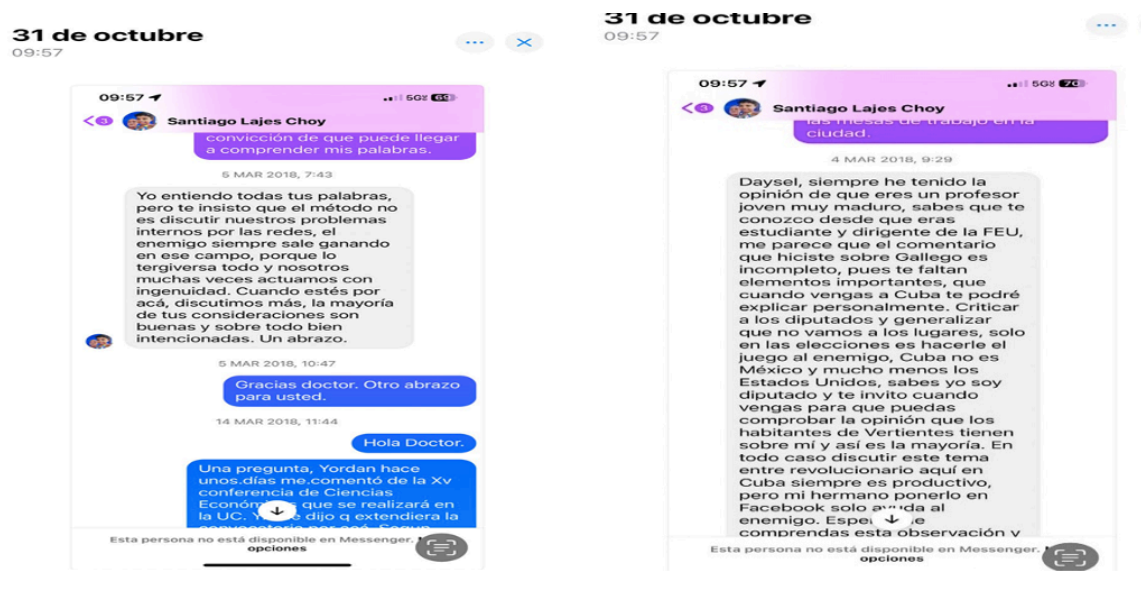 31 de octubre
09:57
09:57
5G 69
3
Santiago Lajes Choy
convicción de que puede llegar
a comprender mis palabras.
5 MAR 2018, 7:43
Yo entiendo todas tus palabras,
pero te insisto que el método no
es discutir nuestros problemas
internos por las redes, el
enemigo siempre sale ganando
en ese campo, porque lo
tergiversa todo y nosotros
muchas veces actuamos con
ingenuidad. Cuando estés por
acá, discutimos más, la mayoría
de tus consideraciones son
buenas y sobre todo bien
intencionadas. Un abrazo.
5 MAR 2018, 10:47
Gracias doctor. Otro abrazo
para usted.
14 MAR 2018, 11:44
Hola Doctor.
Una pregunta, Yordan hace
unos.días me.comentó de la Xv
conferencia de Ciencias
que se realizará en
la UC. dijo q extendiera la
Esta persona no está disponible en Messenger.
opciones
31 de octubre
09:57
09:57
5G 70
3
Santiago Lajes Choy
las mesas de trabajo en la
ciudad.
4 MAR 2018, 9:29
Daysel, siempre he tenido la
opinión de que eres un profesor
joven muy maduro, sabes que te
conozco desde que eras
estudiante y dirigente de la FEU,
me parece que el comentario
que hiciste sobre Gallego es
incompleto, pues te faltan
elementos importantes, que
cuando vengas a Cuba te podré
explicar personalmente. Criticar
a los diputados y generalizar
que no vamos a los lugares, solo
en las elecciones es hacerle el
juego al enemigo, Cuba no es
México y mucho menos los
Estados Unidos, sabes yo soy
diputado y te invito cuando
vengas para que puedas
comprobar la opinión que los
habitantes de Vertientes tienen
sobre mí y así es la mayoría. En
todo caso discutir este tema
entre revolucionario aquí en
Cuba siempre es productivo,
pero mi hermano ponerlo en
Facebook solo ayuda al
enemigo.
comprendas esta observación y
Esta persona no está disponible en Messenger.
opciones